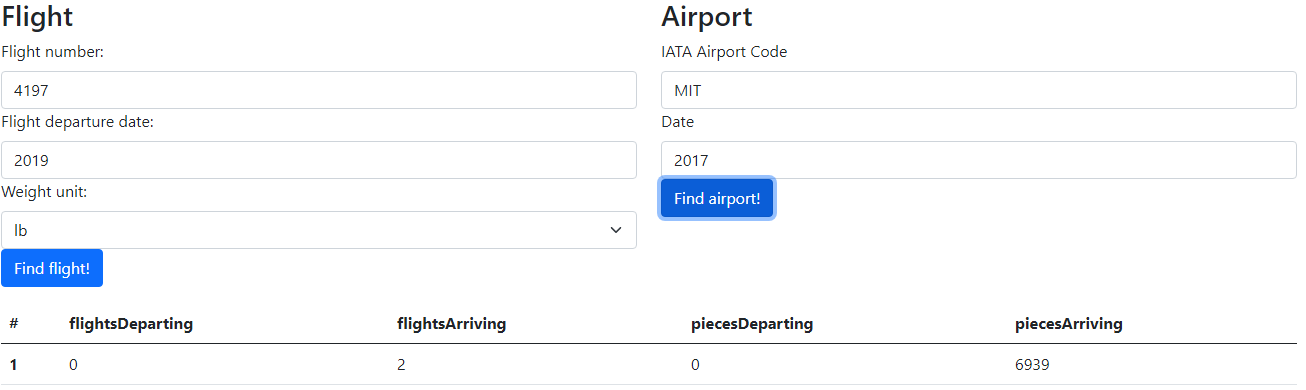 Flight
Flight number:
4197
Flight departure date:
2019
Weight unit:
lb
Find flight!
Airport
IATA Airport Code
MIT
Date
2017
Find airport!
# flightsDeparting flightsArriving piecesDeparting piecesArriving
1 0 2 0 6939